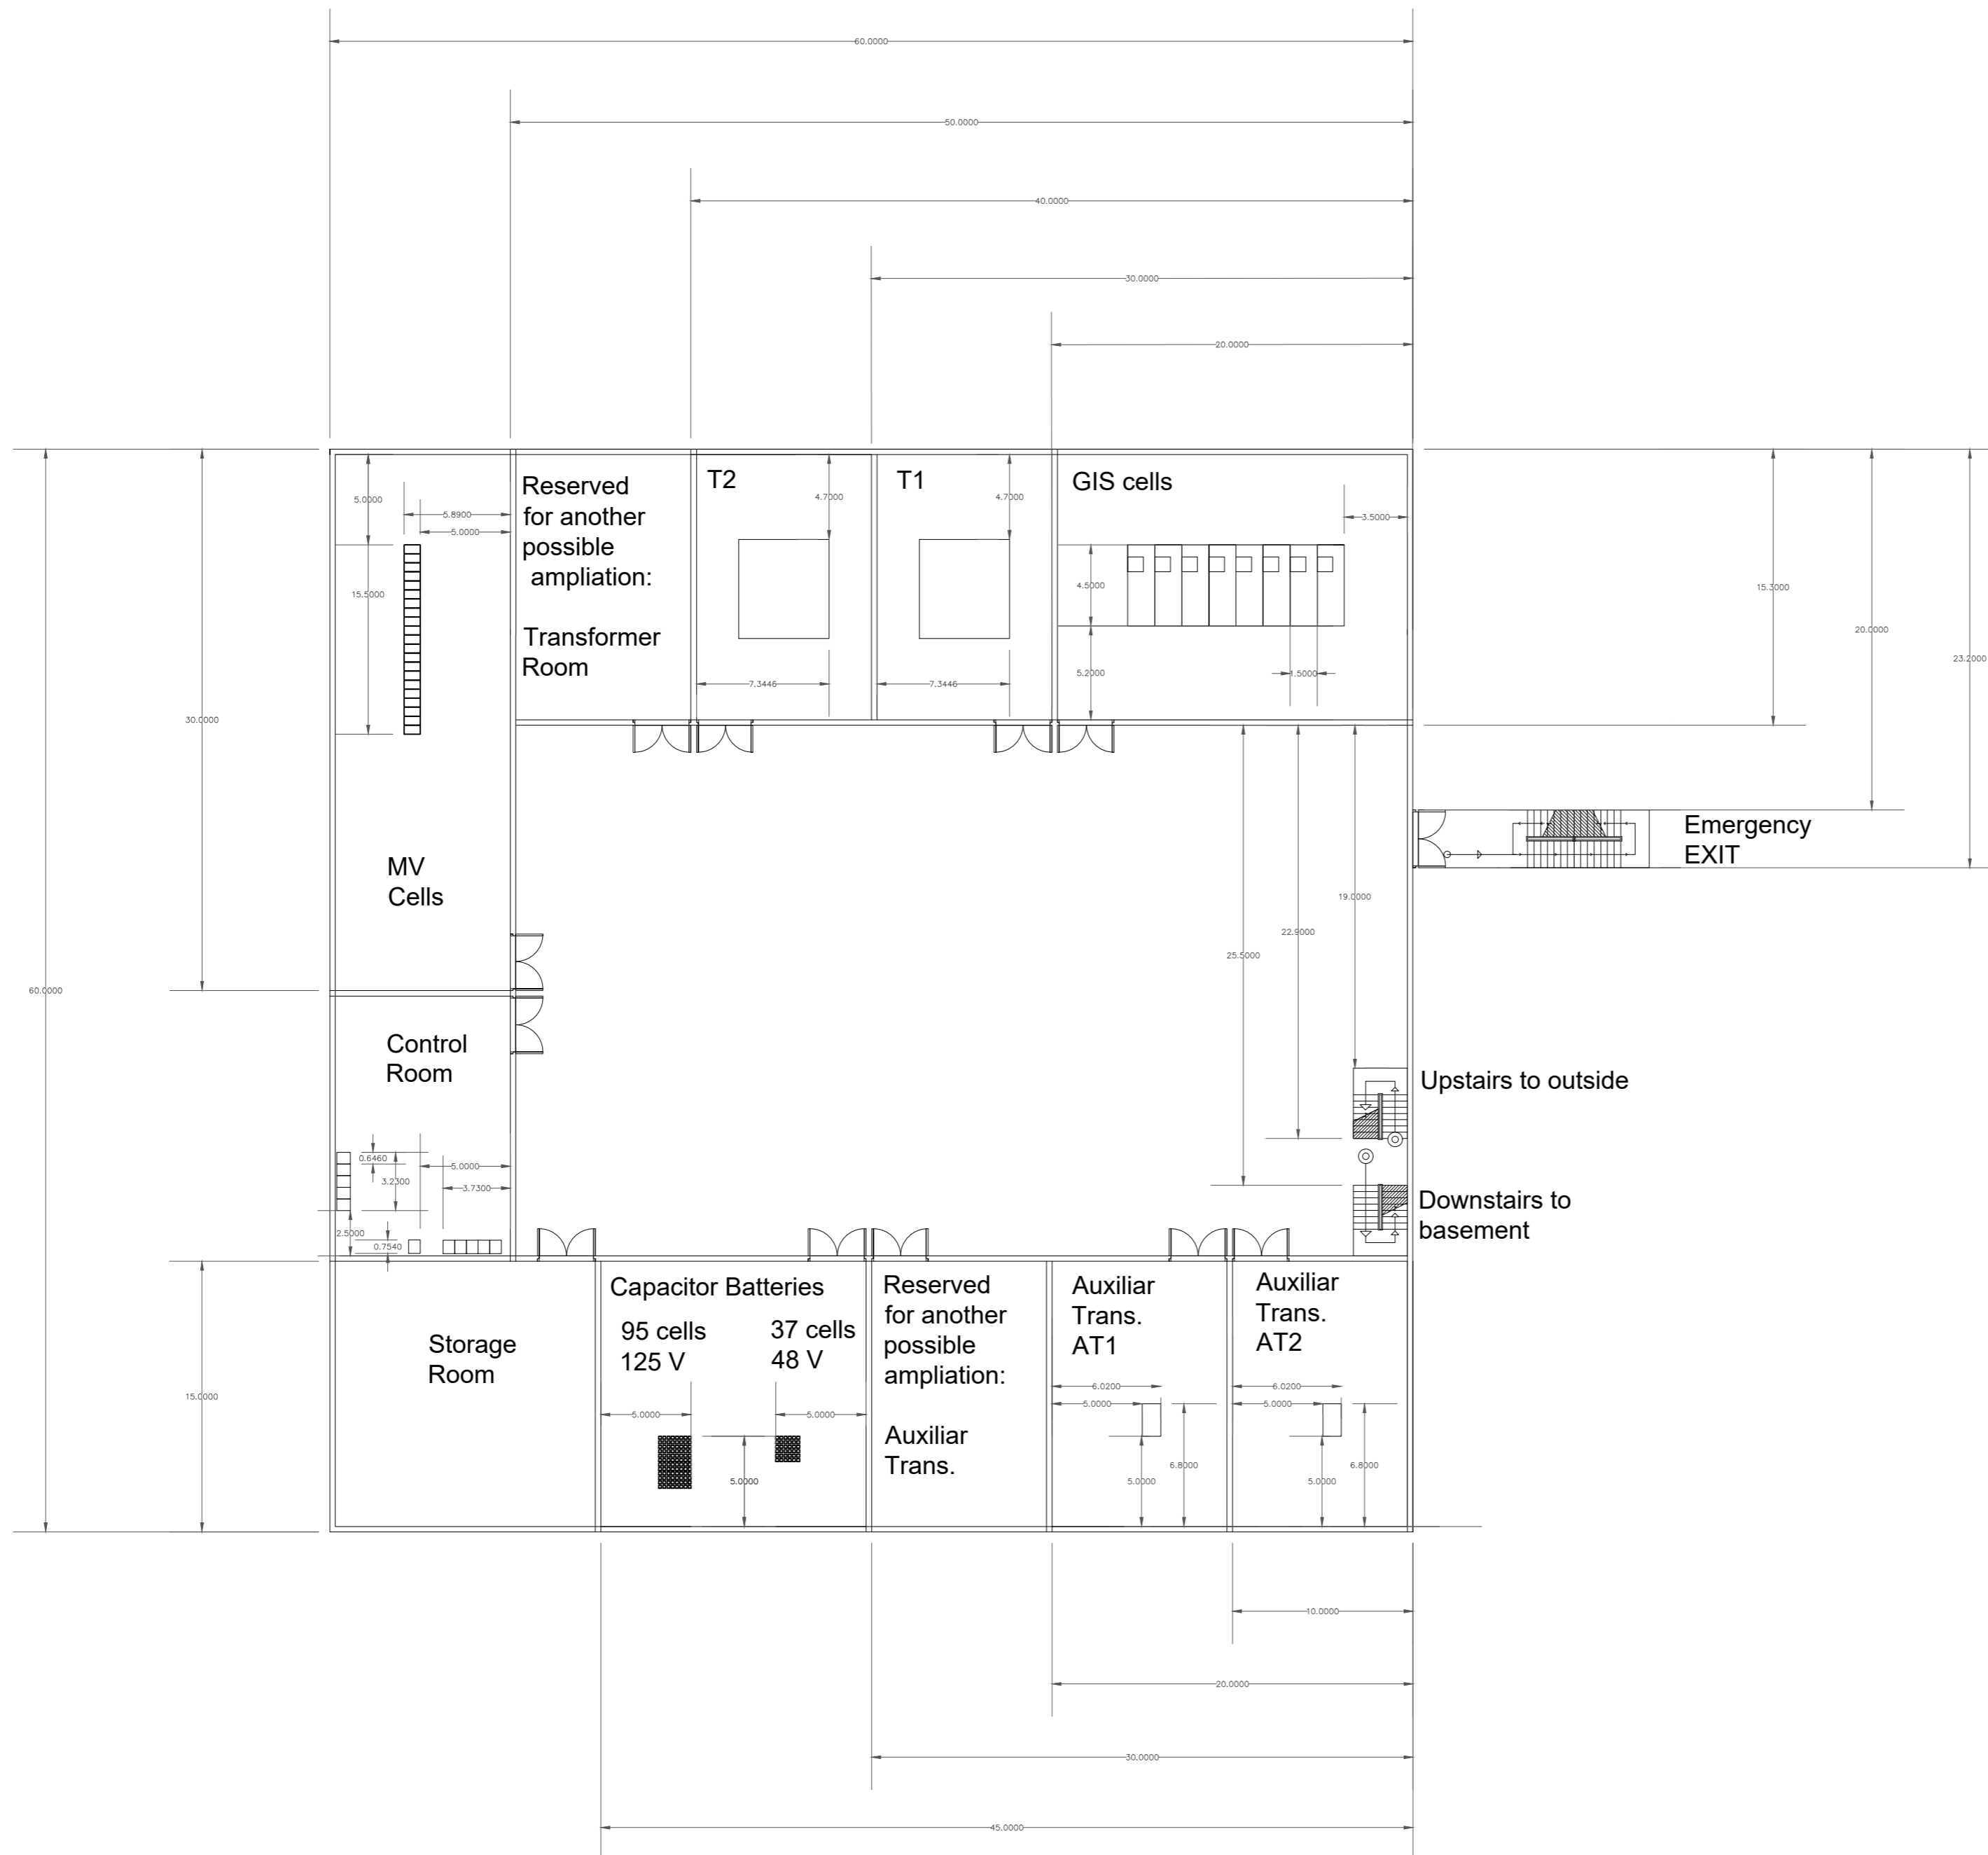 60.0000
50.0000
40.0000
30.0000
20.0000
Reserved
for another
possible
ampliation:
Transformer
Room
T2
T1
GIS cells
5.0000
5.8900
5.0000
15.5000
4.7000
4.7000
3.5000
4.5000
5.2000
1.5000
7.3446
7.3446
15.3000
20.0000
23.2000
30.0000
60.0000
Emergency
EXIT
MV
Cells
19.0000
22.9000
25.5000
Control
Room
Upstairs to outside
0.6460
3.2300
5.0000
3.7300
2.5000
0.7540
Downstairs to
basement
Storage
Room
15.0000
Capacitor Batteries
95 cells
125 V
37 cells
48 V
5.0000
5.0000
5.0000
Reserved
for another
possible
ampliation:
Auxiliar
Trans.
Auxiliar
Trans.
AT1
6.0200
5.0000
6.8000
5.0000
Auxiliar
Trans.
AT2
6.0200
5.0000
6.8000
5.0000
10.0000
20.0000
30.0000
45.0000